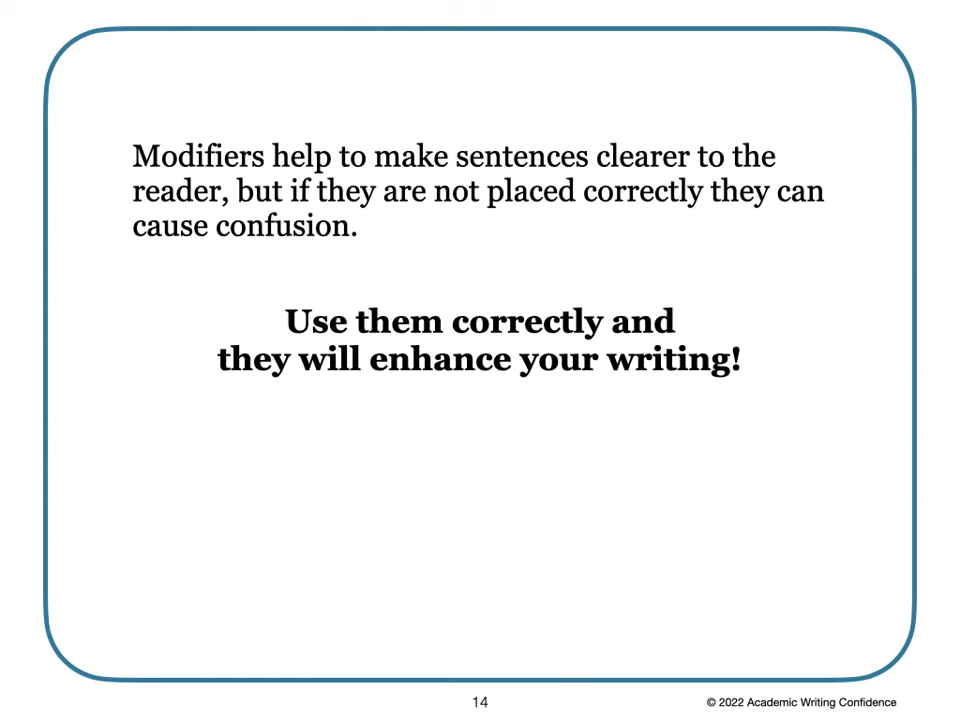 Modifiers help to make sentences clearer to the
reader, but if they are not placed correctly they can
cause confusion.
Use them correctly and
they will enhance your writing!
14
© 2022 Academic Writing Confidence